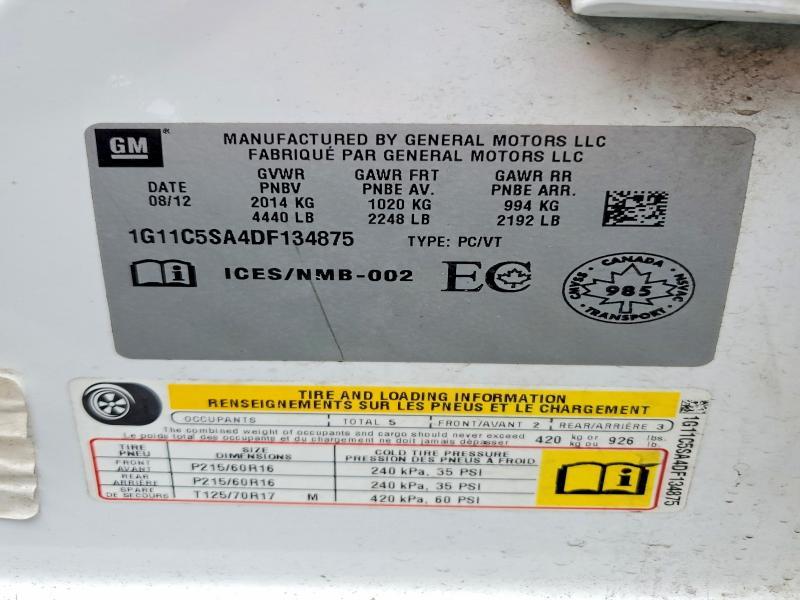 GM ®
MANUFACTURED BY GENERAL MOTORS LLC
FABRIQUÉ PAR GENERAL MOTORS LLC
DATE GVWR GAWR FRT GAWR RR
08/12 PNBV PNBE AV. PNBE ARR.
2014 KG 1020 KG 994 KG
4440 LB 2248 LB 2192 LB
1G11C5SA4DF134875 TYPE: PC/VT
ICES/NMB-002 EC
CANADA
CMVSS 985 NSVAC
TRANSPORT
TIRE AND LOADING INFORMATION
RENSEIGNEMENTS SUR LES PNEUS ET LE CHARGEMENT
OCCUPANTS TOTAL 5 FRONT/AVANT 2 REAR/ARRIÈRE 3
The combined weight of occupants and cargo should never exceed 420 kg or 926 lbs.
Le poids total des occupants et du chargement ne doit jamais dépasser kg ou lb.
TIRE SIZE COLD TIRE PRESSURE
PNEU DIMENSIONS PRESSION DES PNEUS À FROID
FRONT
AVANT P215/60R16 240 kPa, 35 PSI
REAR
ARRIÈRE P215/60R16 240 kPa, 35 PSI
SPARE
DE SECOURS T125/70R17 M 420 kPa, 60 PSI
1G11C5SA4DF134875